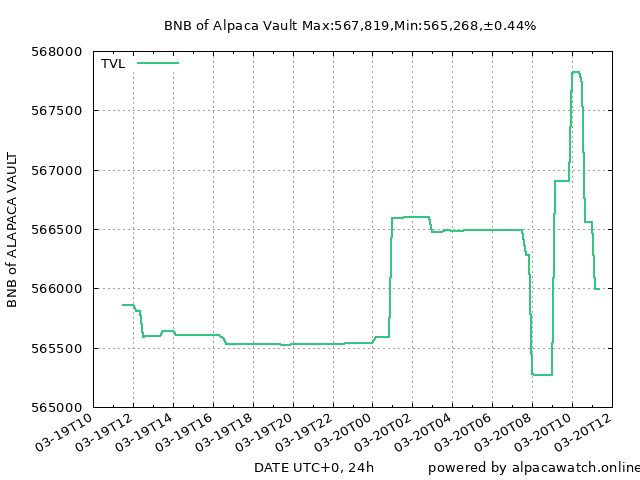 BNB of Alpaca Vault Max:567,819,Min:565,268,±0.44%
TVL
568000
567500
567000
566500
566000
565500
565000
BNB of ALAPACA VAULT
03-19T10
03-19T12
03-19T14
03-19T16
03-19T18
03-19T20
03-19T22
03-20T00
03-20T02
03-20T04
03-20T06
03-20T08
03-20T10
03-20T12
DATE UTC+0, 24h
powered by alpacawatch.online